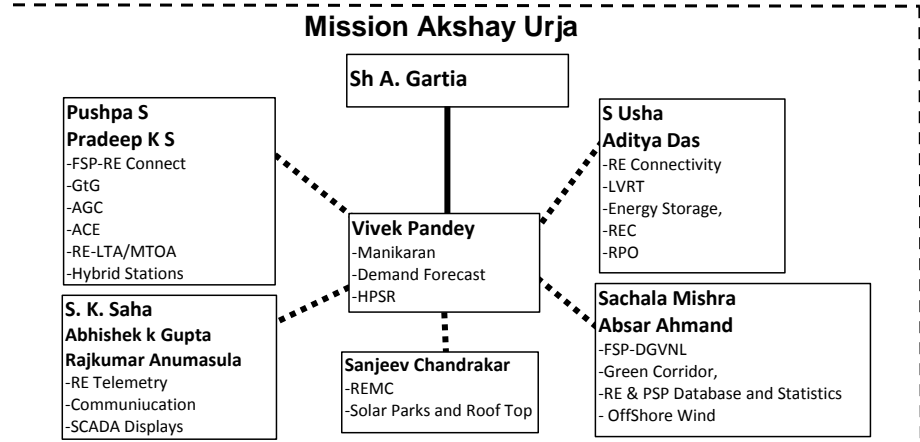 Mission Akshay Urja
Sh A. Gartia
Pushpa S
Pradeep K S
-FSP-RE Connect
-GtG
-AGC
-ACE
-RE-LTA/MTOA
-Hybrid Stations
S Usha
Aditya Das
-RE Connectivity
-LVRT
-Energy Storage,
-REC
-RPO
Vivek Pandey
-Manikaran
-Demand Forecast
-HPSR
S. K. Saha
Abhishek k Gupta
Rajkumar Anumasula
-RE Telemetry
-Communiucation
-SCADA Displays
Sanjeev Chandrakar
-REMC
-Solar Parks and Roof Top
Sachala Mishra
Absar Ahmand
-FSP-DGVNL
-Green Corridor,
-RE & PSP Database and Statistics
- OffShore Wind